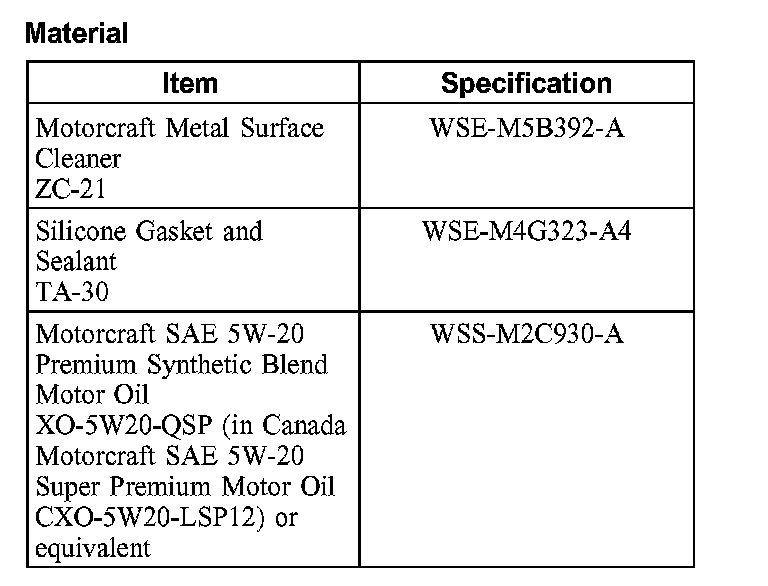 Material
Item Specification
Motorcraft Metal Surface WSE-M5B392-A
Cleaner
ZC-21
Silicone Gasket and WSE-M4G323-A4
Sealant
TA-30
Motorcraft SAE 5W-20 WSS-M2C930-A
Premium Synthetic Blend
Motor Oil
XO-5W20-QSP (in Canada
Motorcraft SAE 5W-20
Super Premium Motor Oil
CXO-5W20-LSP12) or
equivalent